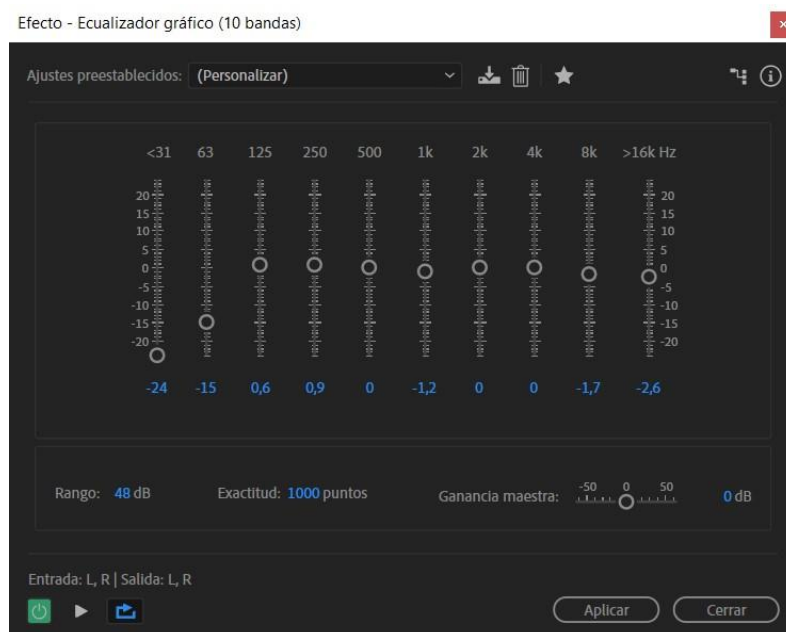 Efecto - Ecualizador gráfico (10 bandas)
Ajustes preestablecidos: (Personalizar)
<31 63 125 250 500 1k 2k 4k 8k >16k Hz
20 20
15 15
10 10
5 5
0 0
-5 -5
-10 -10
-15 -15
-20 -20
-24 -15 0,6 0,9 0 -1,2 0 0 -1,7 -2,6
-50 0 50
Rango: 48 dB Exactitud: 1000 puntos Ganancia maestra: 0 dB
Entrada: L, R | Salida: L, R
Aplicar Cerrar